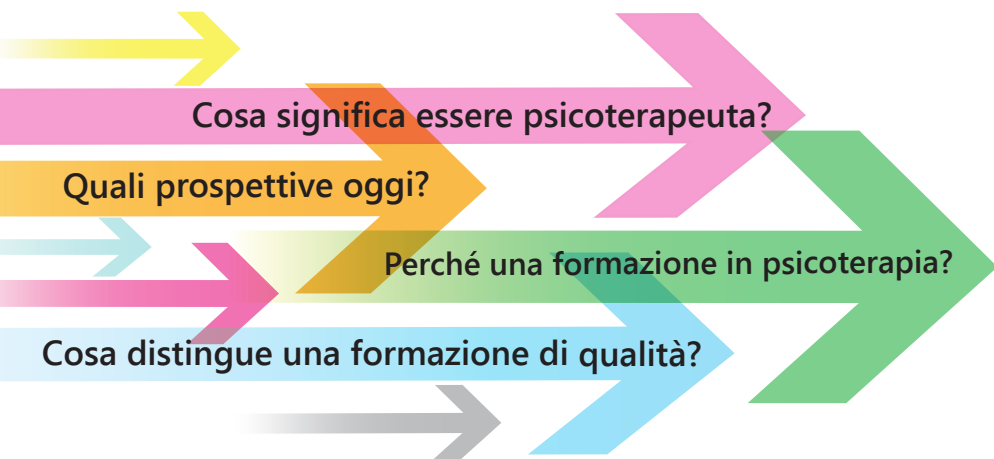 Cosa significa essere psicoterapeuta?
Quali prospettive oggi?
Perché una formazione in psicoterapia?
Cosa distingue una formazione di qualità?